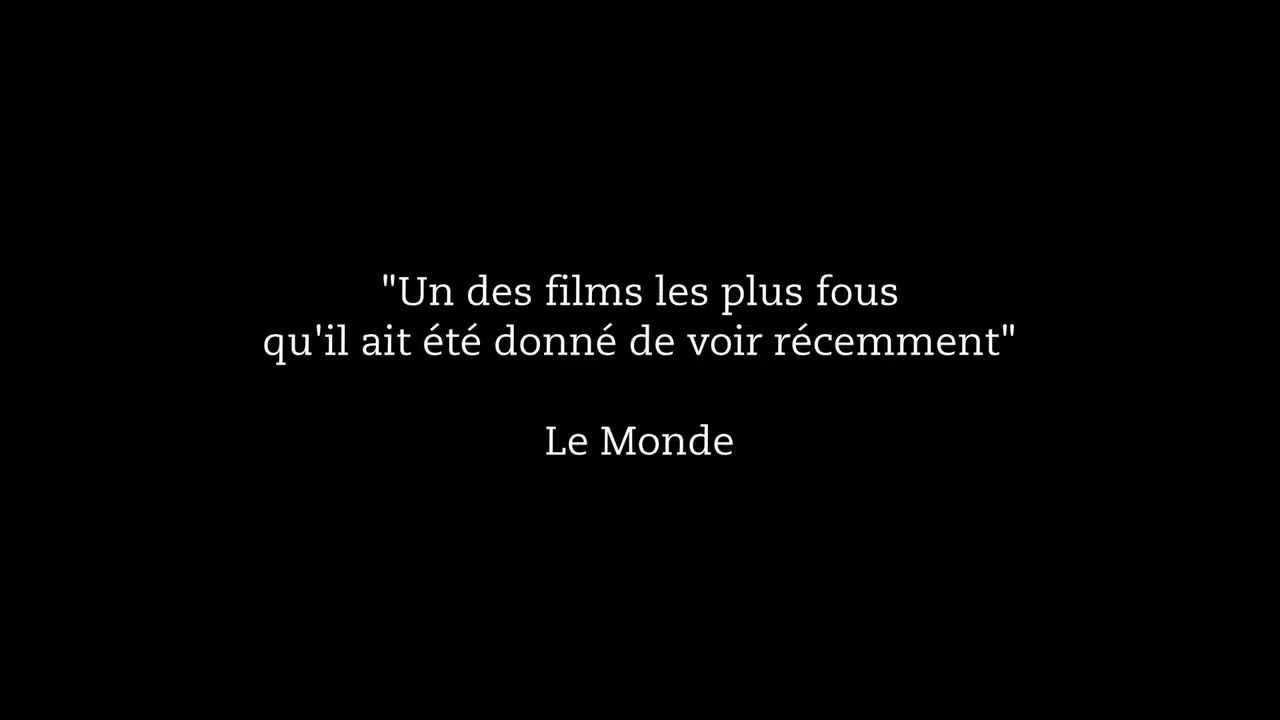 "Un des films les plus fous
qu'il ait été donné de voir récemment"
Le Monde